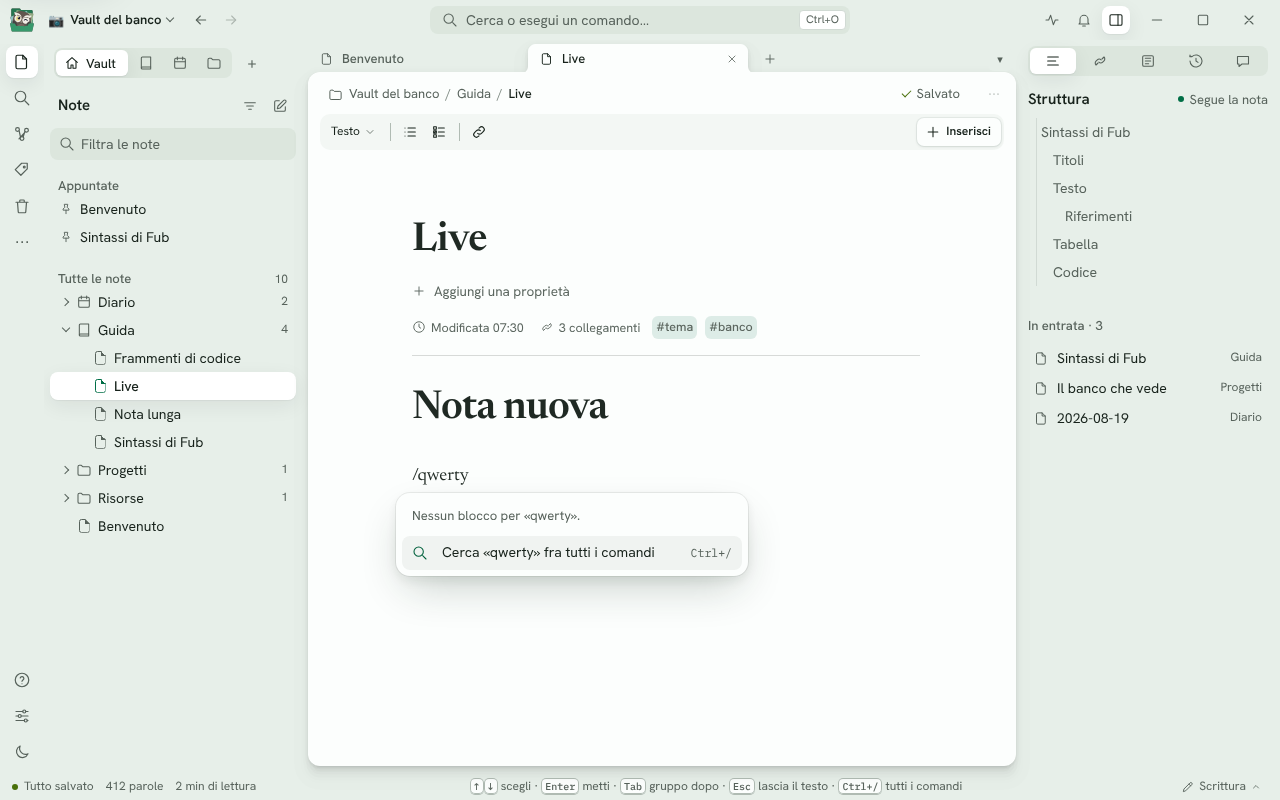 Vault del banco
Cerca o esegui un comando...
Ctrl+O
Vault
Note
Filtra le note
Appuntate
Benvenuto
Sintassi di Fub
Tutte le note 10
Diario 2
Guida 4
Frammenti di codice
Live
Nota lunga
Sintassi di Fub
Progetti 1
Risorse 1
Benvenuto
Benvenuto
Live
Vault del banco / Guida / Live
Salvato
Testo
Inserisci
Live
Aggiungi una proprietà
Modificata 07:30 3 collegamenti #tema #banco
Nota nuova
/qwerty
Nessun blocco per «qwerty».
Cerca «qwerty» fra tutti i comandi Ctrl+/
Struttura Segue la nota
Sintassi di Fub
Titoli
Testo
Riferimenti
Tabella
Codice
In entrata · 3
Sintassi di Fub Guida
Il banco che vede Progetti
2026-08-19 Diario
Tutto salvato 412 parole 2 min di lettura
↑ ↓ scegli · Enter metti · Tab gruppo dopo · Esc lascia il testo · Ctrl+/ tutti i comandi
Scrittura